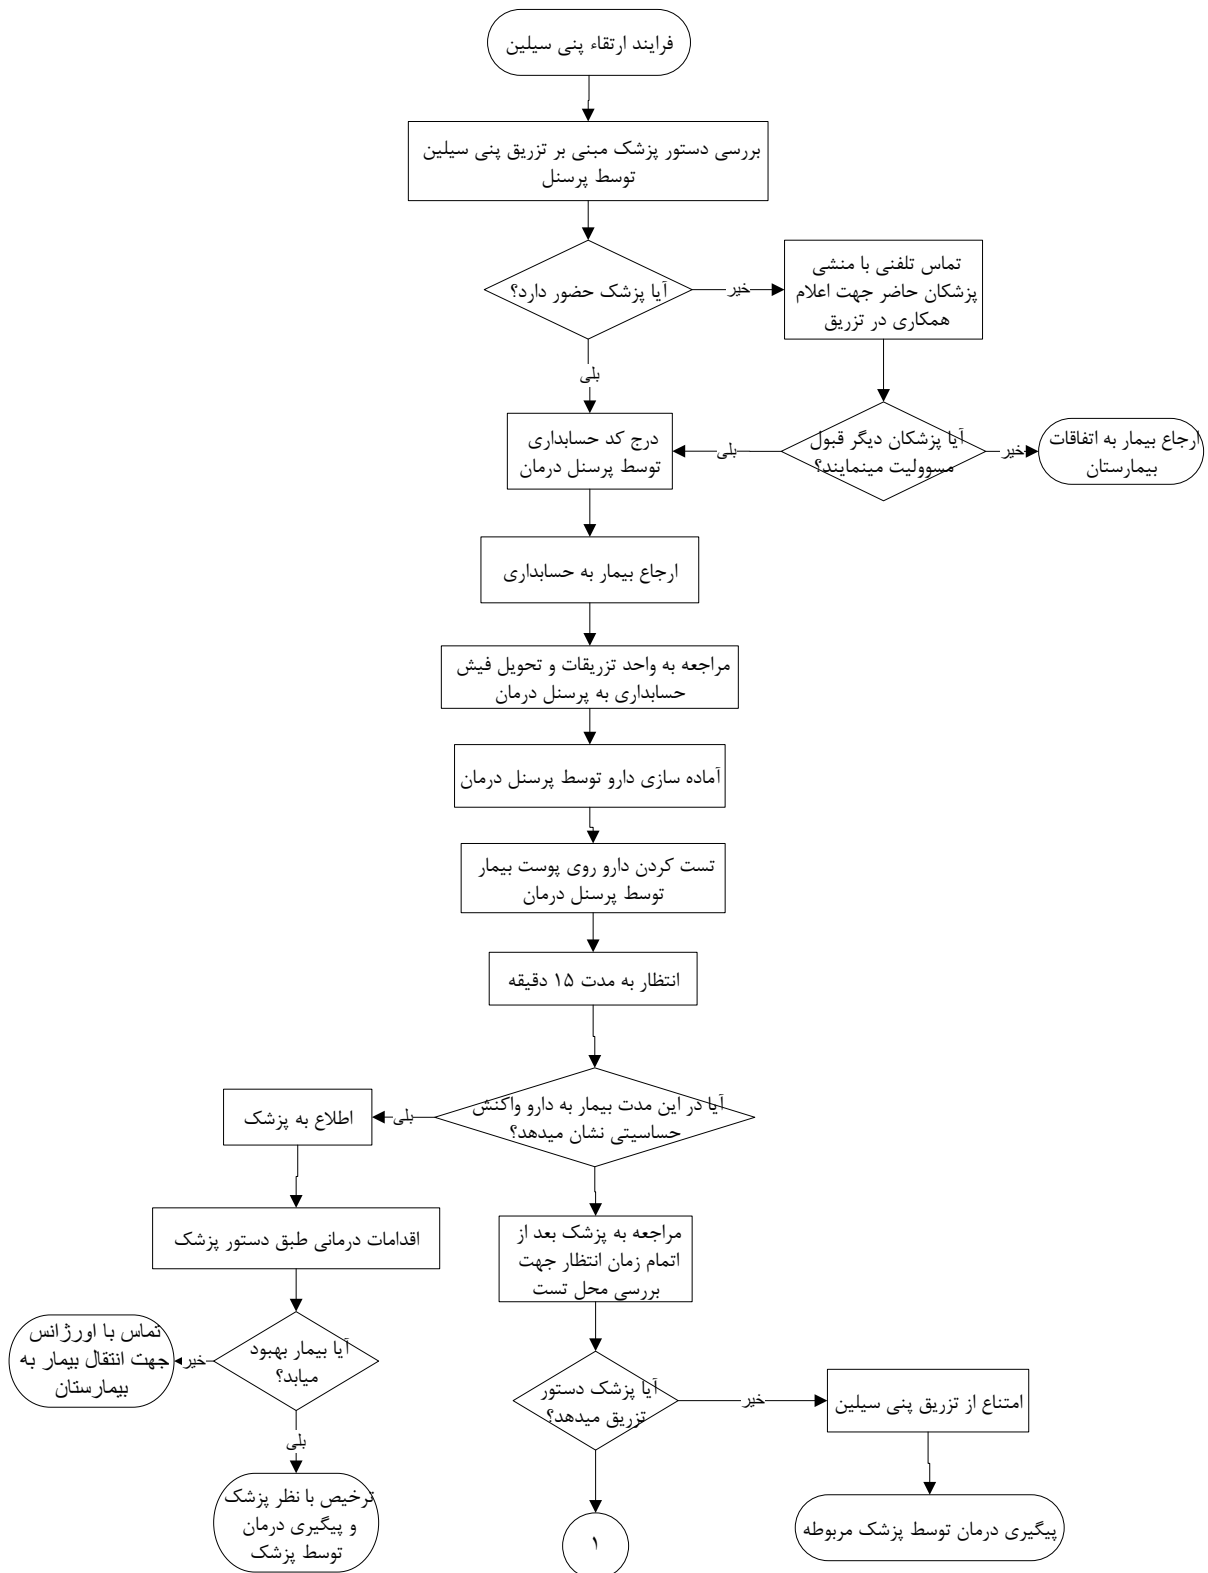 فرایند ارتقاء پنی سیلین
بررسی دستور پزشک مبنی بر تزریق پنی سیلین
توسط پرسنل
آیا پزشک حضور دارد؟
خیر
تماس تلفنی با منشی
پزشکان حاضر جهت اعلام
همکاری در تزریق
بلی
آیا پزشکان دیگر قبول
مسوولیت مینمایند؟
خیر
ارجاع بیمار به اتفاقات
بیمارستان
بلی
درج کد حسابداری
توسط پرسنل درمان
ارجاع بیمار به حسابداری
مراجعه به واحد تزریقات و تحویل فیش
حسابداری به پرسنل درمان
آماده سازی دارو توسط پرسنل درمان
تست کردن دارو روی پوست بیمار
توسط پرسنل درمان
انتظار به مدت ۱۵ دقیقه
آیا در این مدت بیمار به دارو واکنش
حساسیتی نشان میدهد؟
بلی
اطلاع به پزشک
اقدامات درمانی طبق دستور پزشک
آیا بیمار بهبود
میابد؟
خیر
تماس با اورژانس
جهت انتقال بیمار به
بیمارستان
بلی
ترخیص با نظر پزشک
و پیگیری درمان
توسط پزشک
مراجعه به پزشک بعد از
اتمام زمان انتظار جهت
بررسی محل تست
آیا پزشک دستور
تزریق میدهد؟
خیر
امتناع از تزریق پنی سیلین
پیگیری درمان توسط پزشک مربوطه
۱